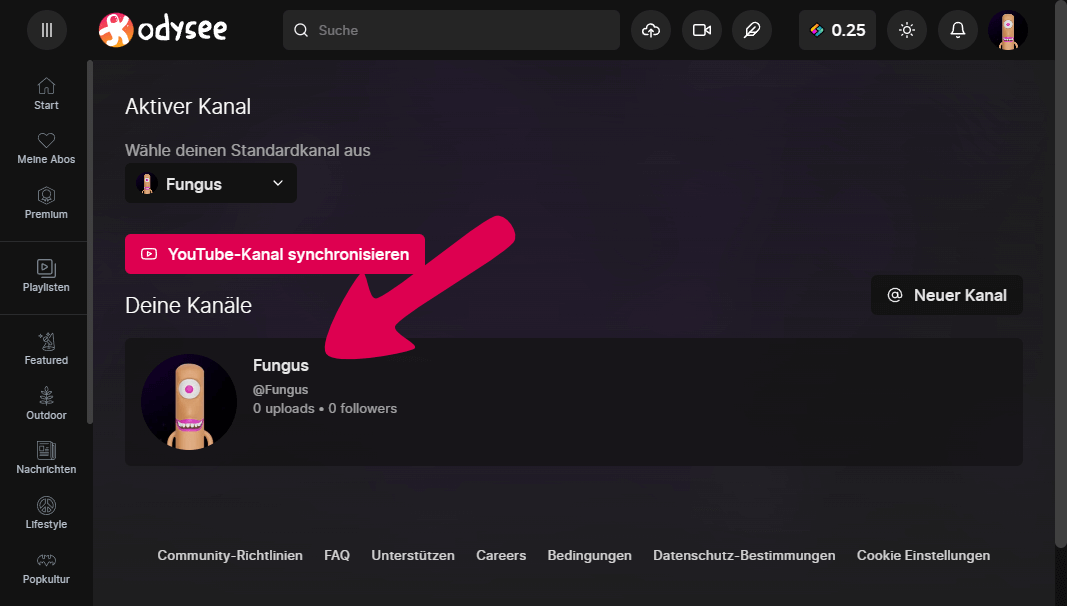 odysee
Suche
0.25
Start
Meine Abos
Premium
Playlisten
Featured
Outdoor
Nachrichten
Lifestyle
Popkultur
Aktiver Kanal
Wähle deinen Standardkanal aus
Fungus
YouTube-Kanal synchronisieren
Deine Kanäle
@ Neuer Kanal
Fungus
@Fungus
0 uploads • 0 followers
Community-Richtlinien FAQ Unterstützen Careers Bedingungen Datenschutz-Bestimmungen Cookie Einstellungen